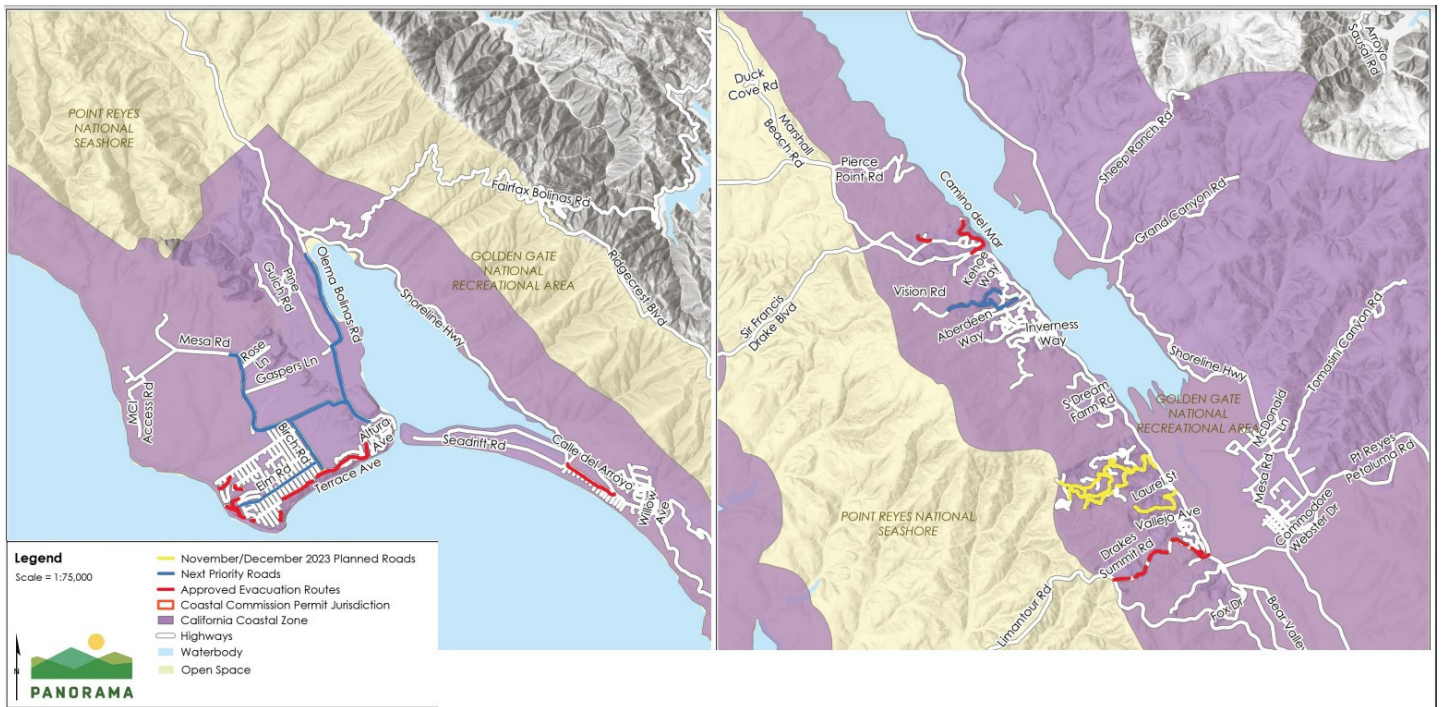 POINT REYES
NATIONAL
SEASHORE
Fairfax Bolinas Rd
GOLDEN GATE
NATIONAL
RECREATIONAL AREA
Ridgecrest Blvd
Olema Bolinas Rd
Pine
Gulch Rd
Shoreline Hwy
Mesa Rd
Rose
Ln
Gaspers Ln
MCI
Access Rd
Birch Rd
Elm Rd
Altura
Ave
Terrace Ave
Seadrift Rd
Calle del Arroyo
Willow
Ave
Legend
Scale = 1:75,000
November/December 2023 Planned Roads
Next Priority Roads
Approved Evacuation Routes
Coastal Commission Permit Jurisdiction
California Coastal Zone
Highways
Waterbody
Open Space
N
PANORAMA
Duck
Cove Rd
Marshall
Beach Rd
Pierce
Point Rd
Camino del Mar
Kehoe
Way
Vision Rd
Aberdeen
Way
Inverness
Way
Sir Francis
Drake Blvd
Arroyo
Sausal Rd
Sheep Ranch Rd
Grand Canyon Rd
Tomasini Canyon Rd
Shoreline Hwy
S Dream
Farm Rd
GOLDEN GATE
NATIONAL
RECREATIONAL AREA
McDonald
Ln
Mesa Rd
Pt Reyes
Petaluma Rd
Commodore
Webster Dr
Laurel St
Vallejo Ave
Drakes
Summit Rd
POINT REYES NATIONAL
SEASHORE
Limantour Rd
Fox Dr
Bear Valley